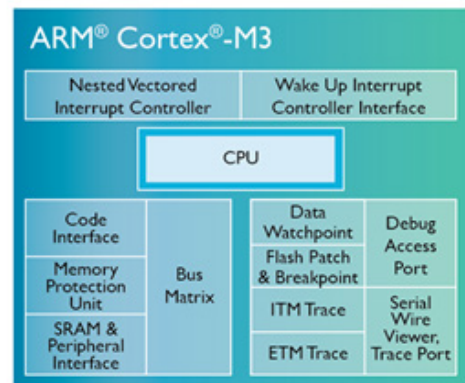 ARM® Cortex®-M3
Nested Vectored
Interrupt Controller
Wake Up Interrupt
Controller Interface
CPU
Code
Interface
Memory
Protection
Unit
SRAM &
Peripheral
Interface
Bus
Matrix
Data
Watchpoint
Flash Patch
& Breakpoint
ITM Trace
ETM Trace
Debug
Access
Port
Serial
Wire
Viewer,
Trace Port